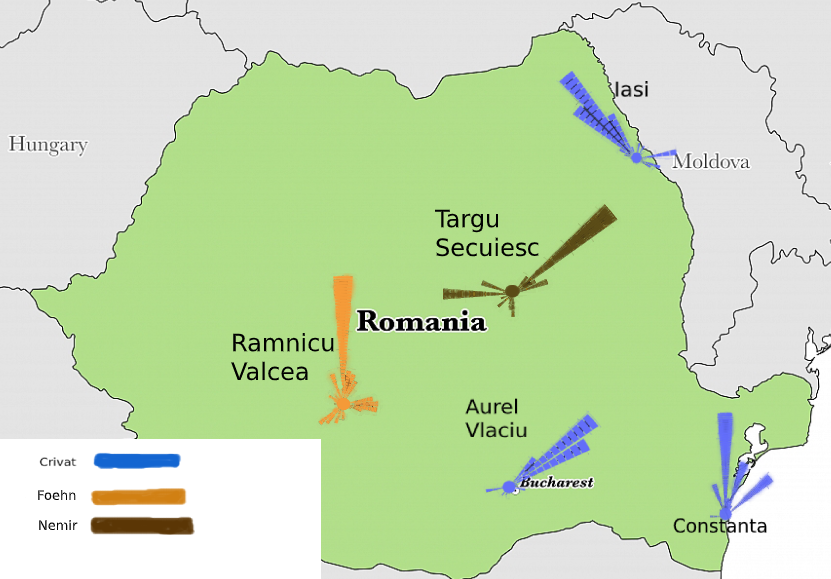 Iasi
Hungary
Moldova
Targu
Secuiesc
Romania
Ramnicu
Valcea
Aurel
Vlaciu
Bucharest
Constanta
Crivat
Foehn
Nemir